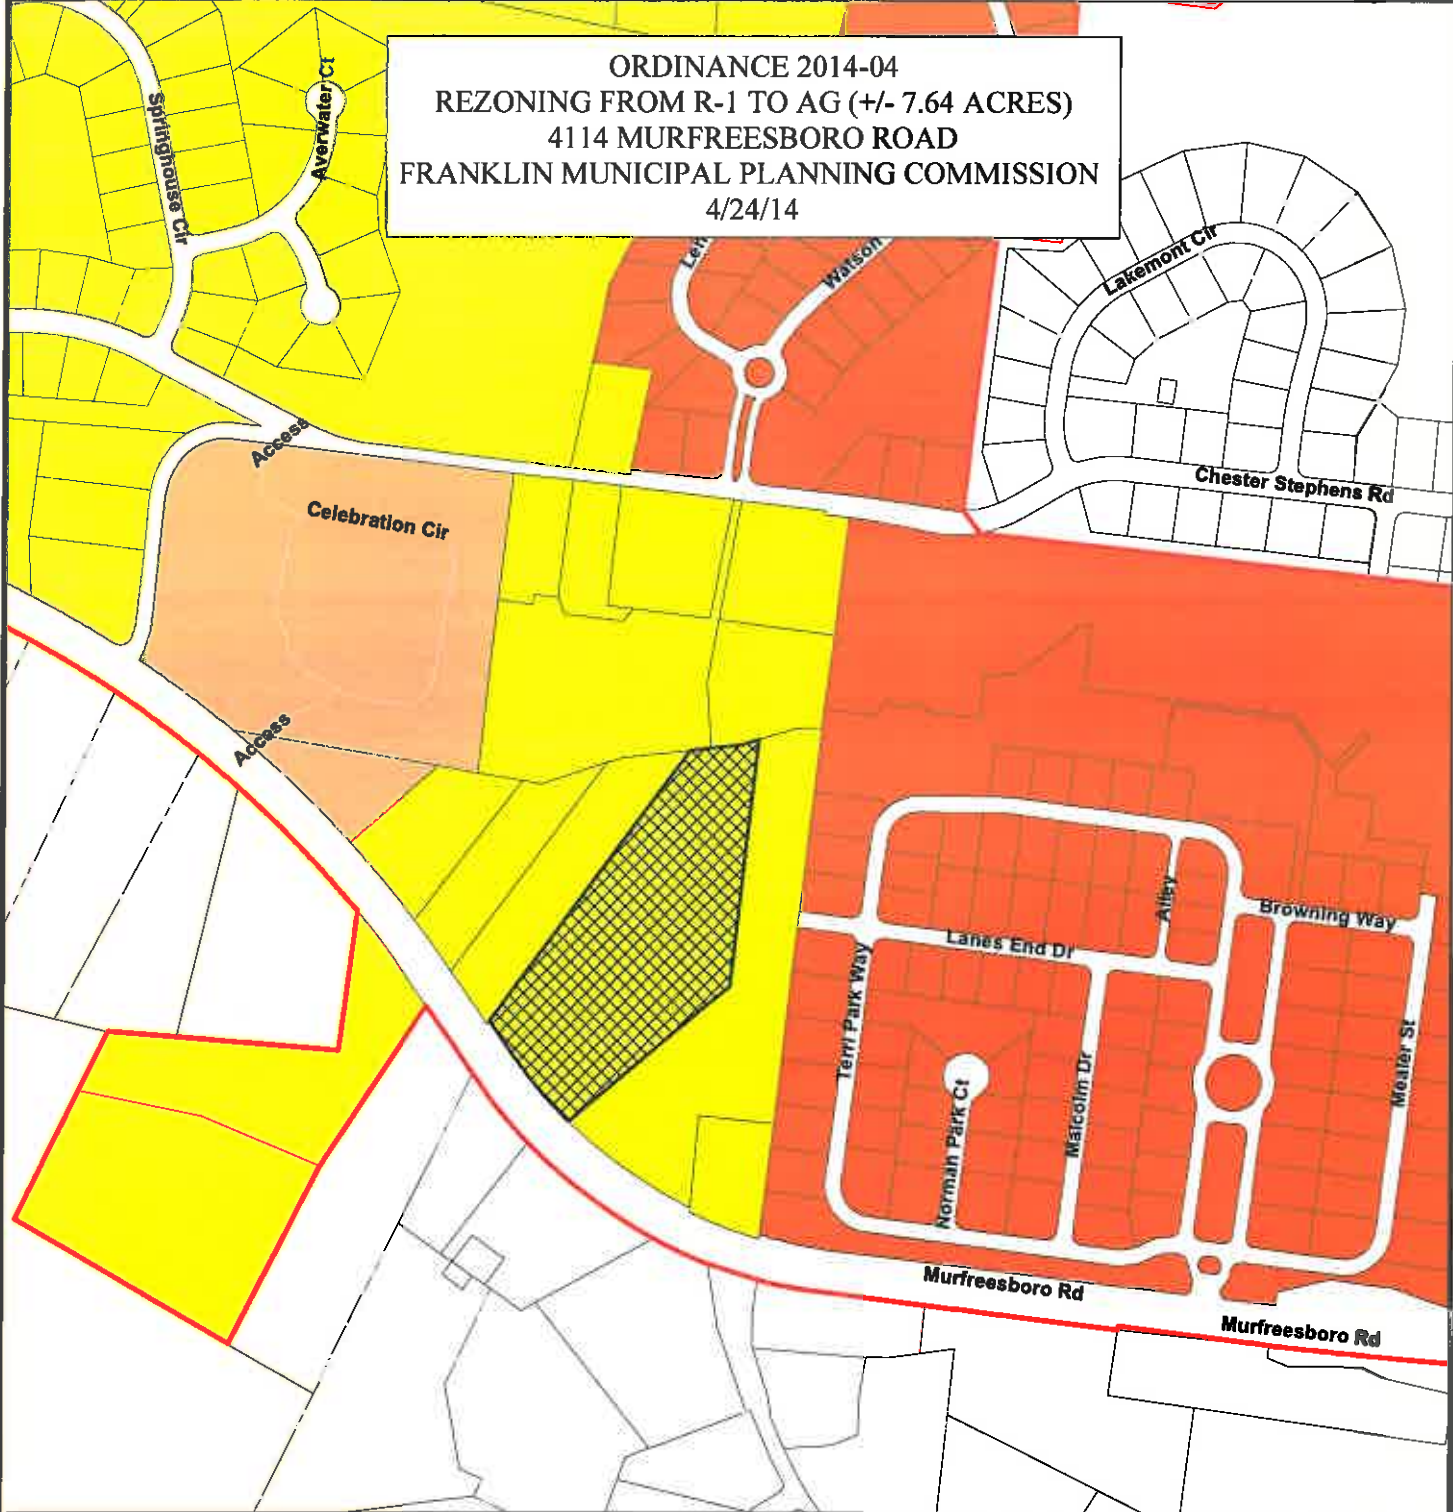 ORDINANCE 2014-04
REZONING FROM R-1 TO AG (+/- 7.64 ACRES)
4114 MURFREESBORO ROAD
FRANKLIN MUNICIPAL PLANNING COMMISSION
4/24/14
Springhouse Cir
Averwater Ct
Watson
Lakemont Cir
Access
Chester Stephens Rd
Celebration Cir
Access
Alley
Browning Way
Lanes End Dr
Terri Park Way
Norman Park Ct
Malcolm Dr
Mealer St
Murfreesboro Rd
Murfreesboro Rd